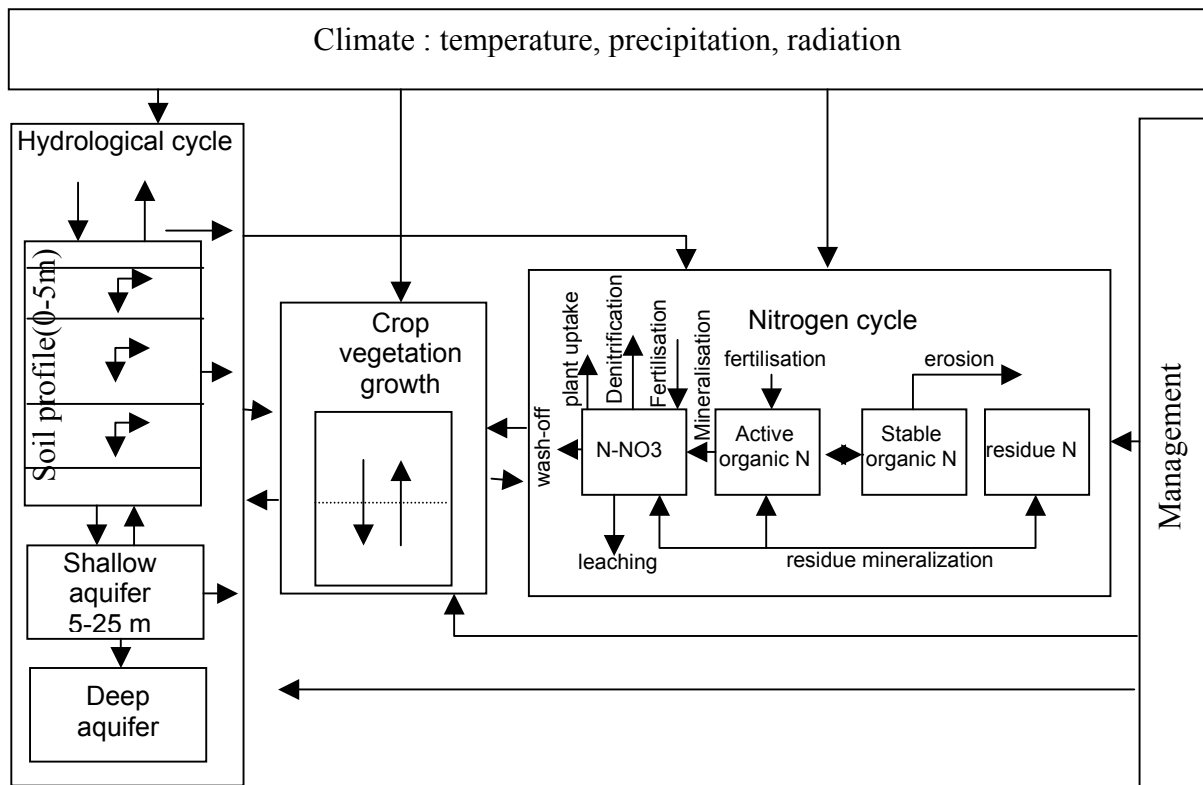 Climate : temperature, precipitation, radiation
Hydrological cycle
Soil profile(0-5m)
Shallow
aquifer
5-25 m
Deep
aquifer
Crop
vegetation
growth
Nitrogen cycle
plant uptake
Denitrification
Fertilisation
Mineralisation
fertilisation
erosion
wash-off
N-NO3
Active
organic N
Stable
organic N
residue N
leaching
residue mineralization
Management